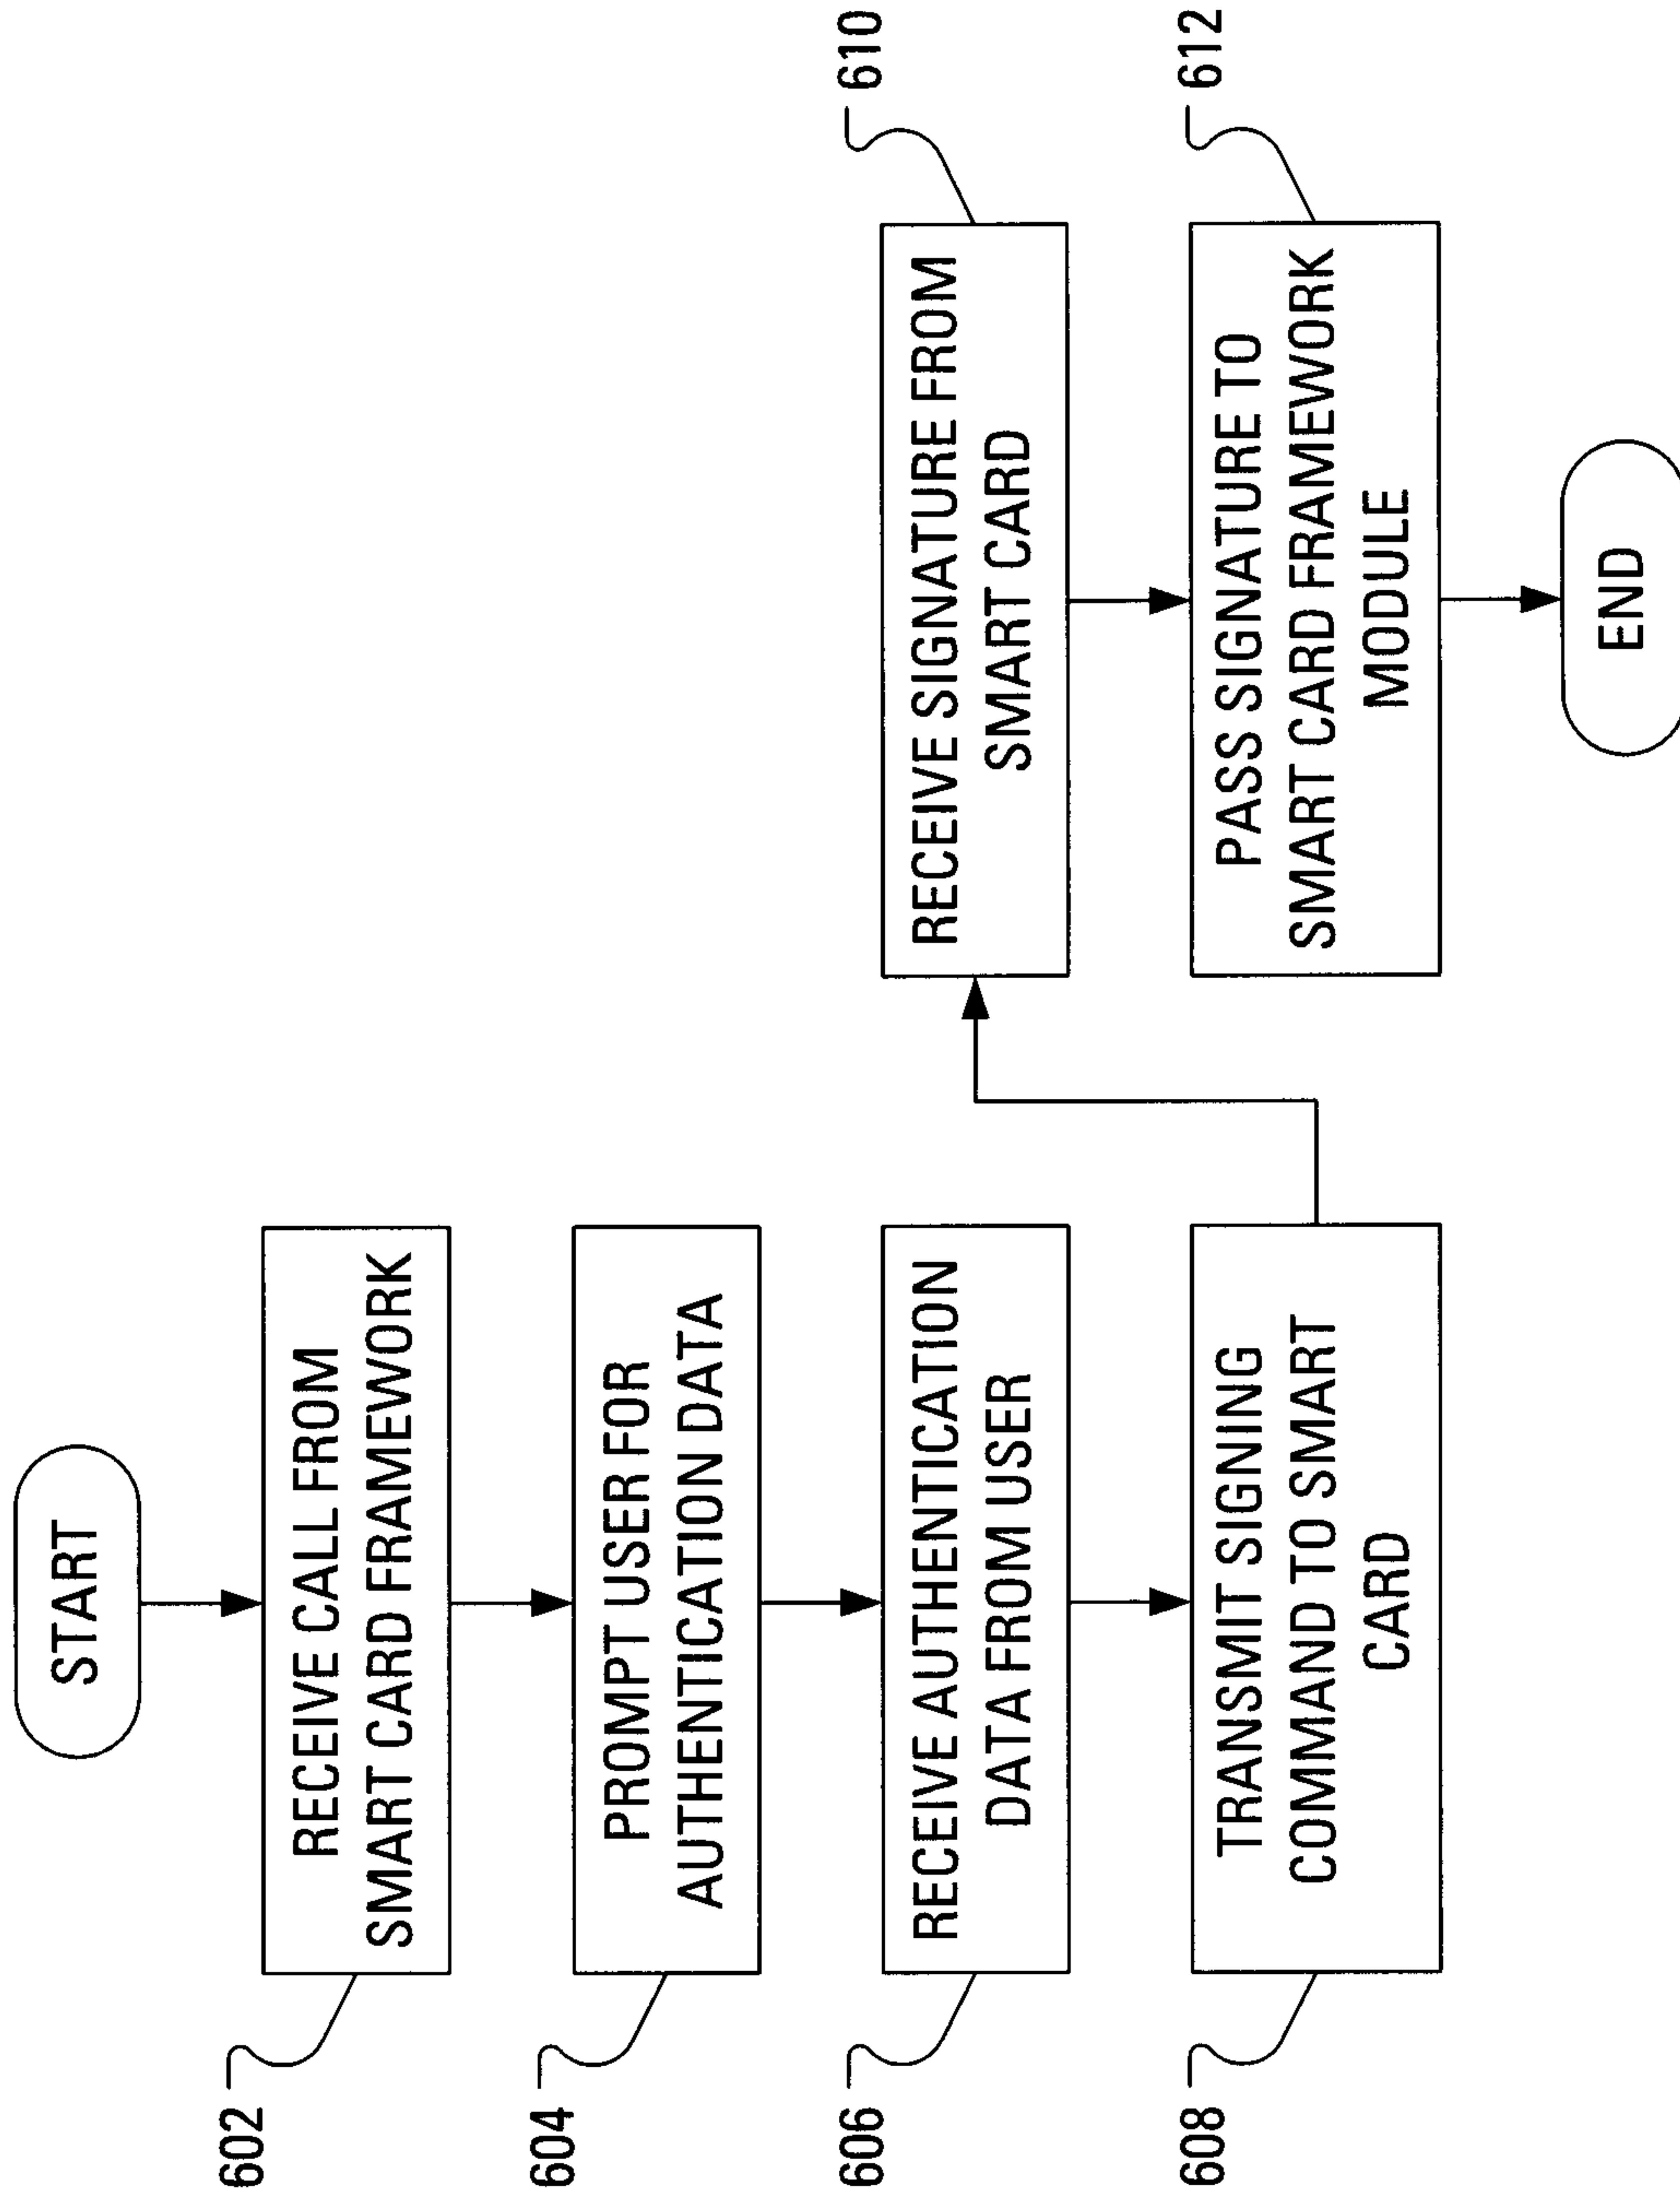 START
602
RECEIVE CALL FROM
SMART CARD FRAMEWORK
604
PROMPT USER FOR
AUTHENTICATION DATA
606
RECEIVE AUTHENTICATION
DATA FROM USER
608
TRANSMIT SIGNING
COMMAND TO SMART
CARD
610
RECEIVE SIGNATURE FROM
SMART CARD
612
PASS SIGNATURE TO
SMART CARD FRAMEWORK
MODULE
END